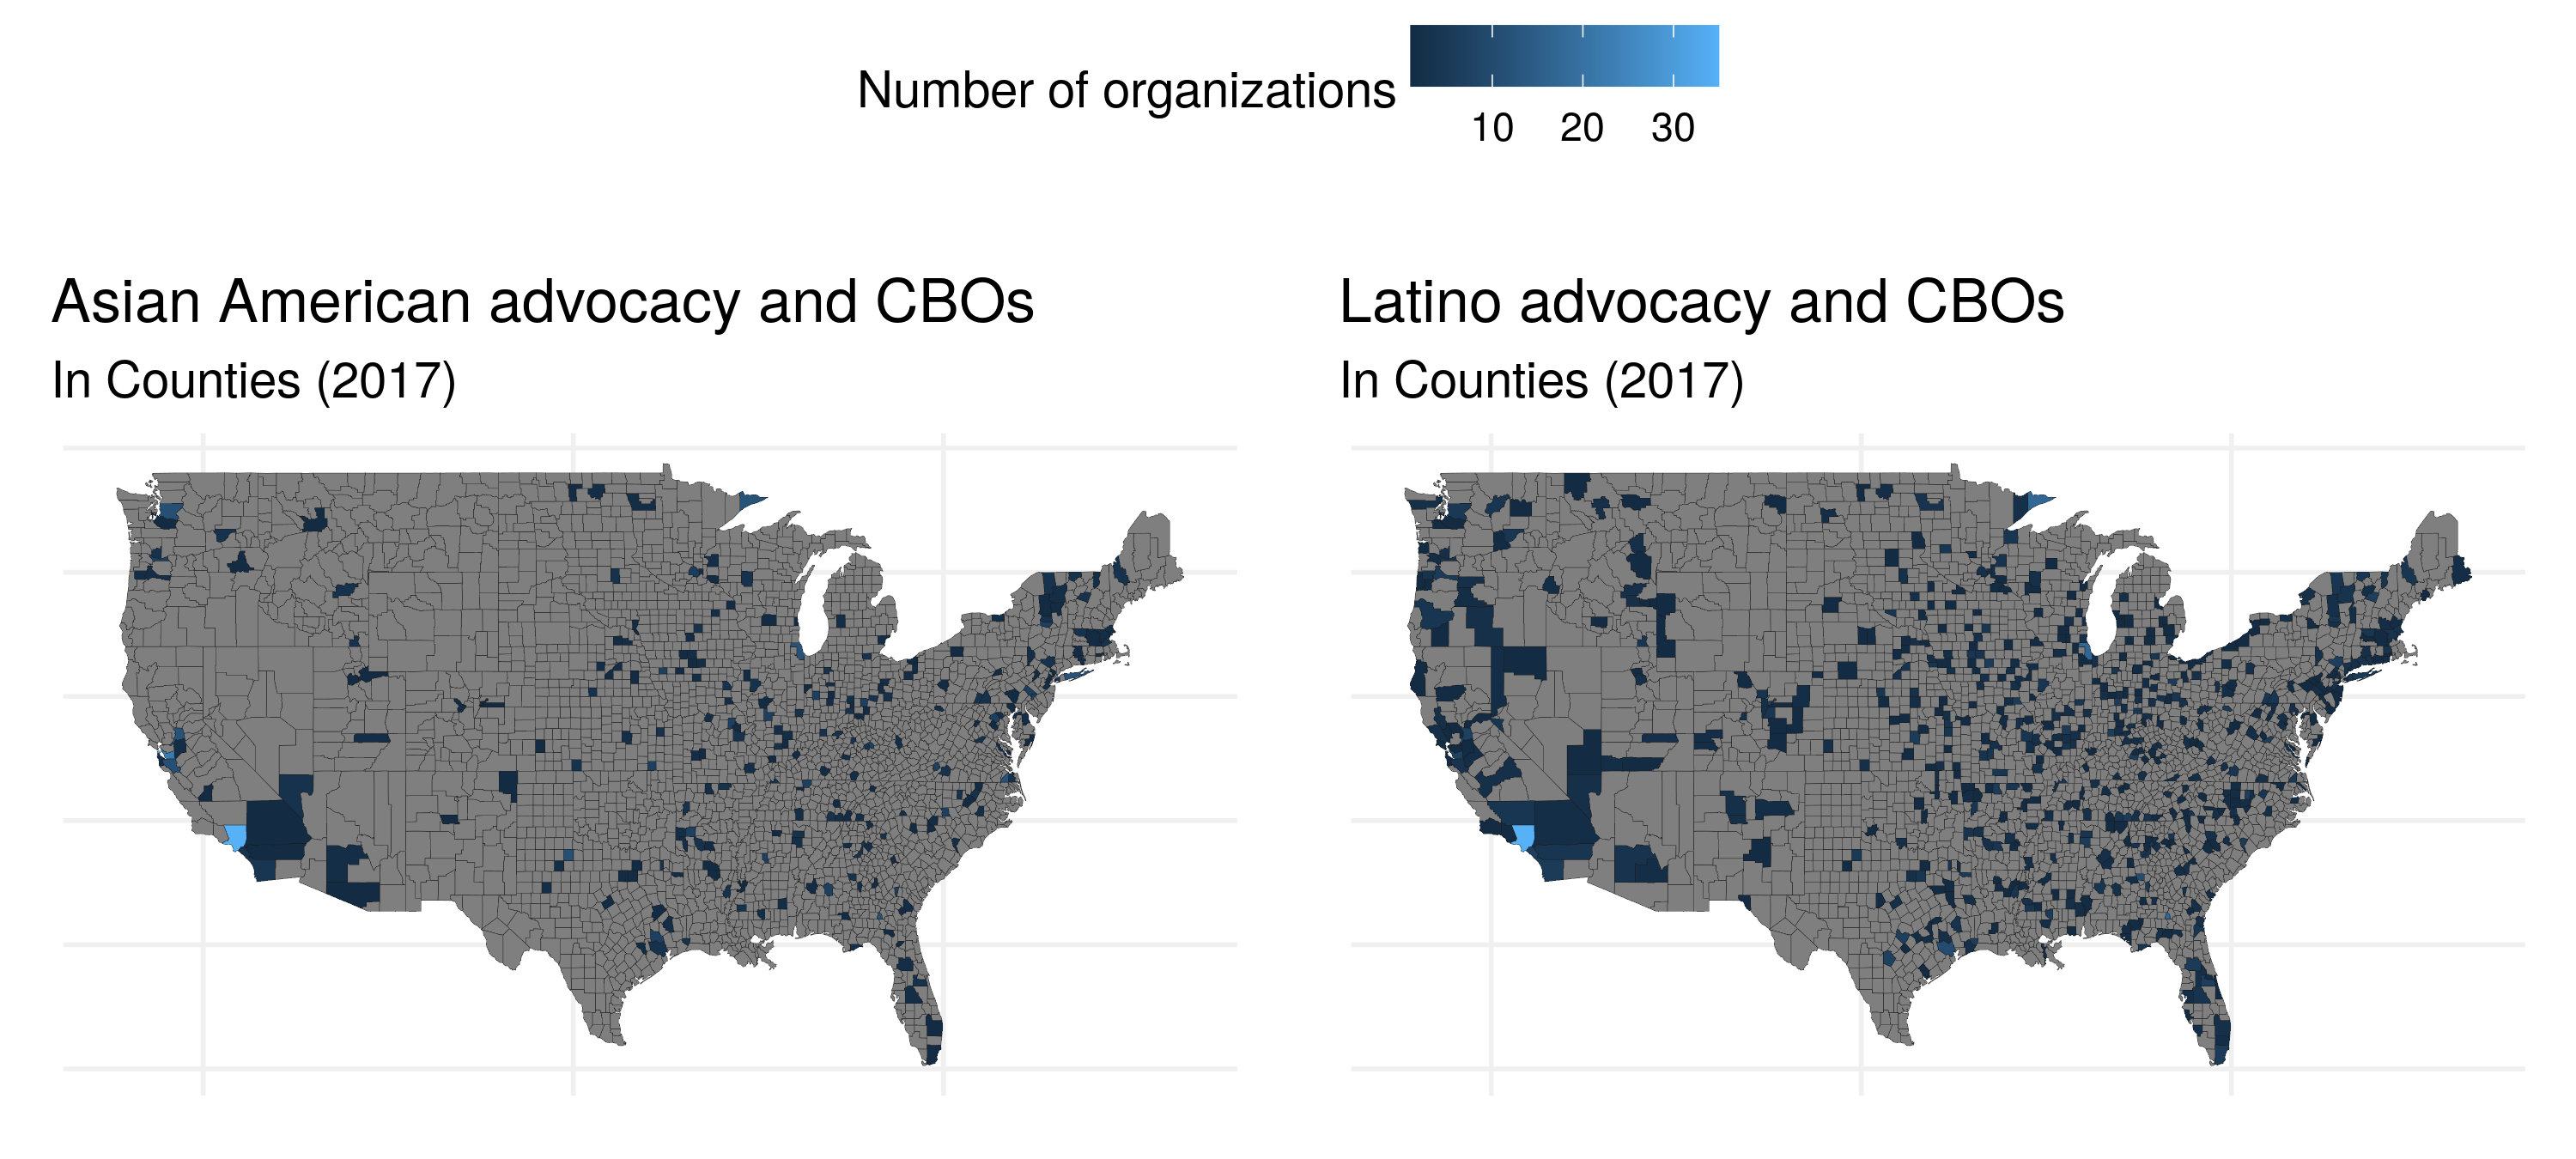 Number of organizations
10 20 30
Asian American advocacy and CBOs
In Counties (2017)
Latino advocacy and CBOs
In Counties (2017)